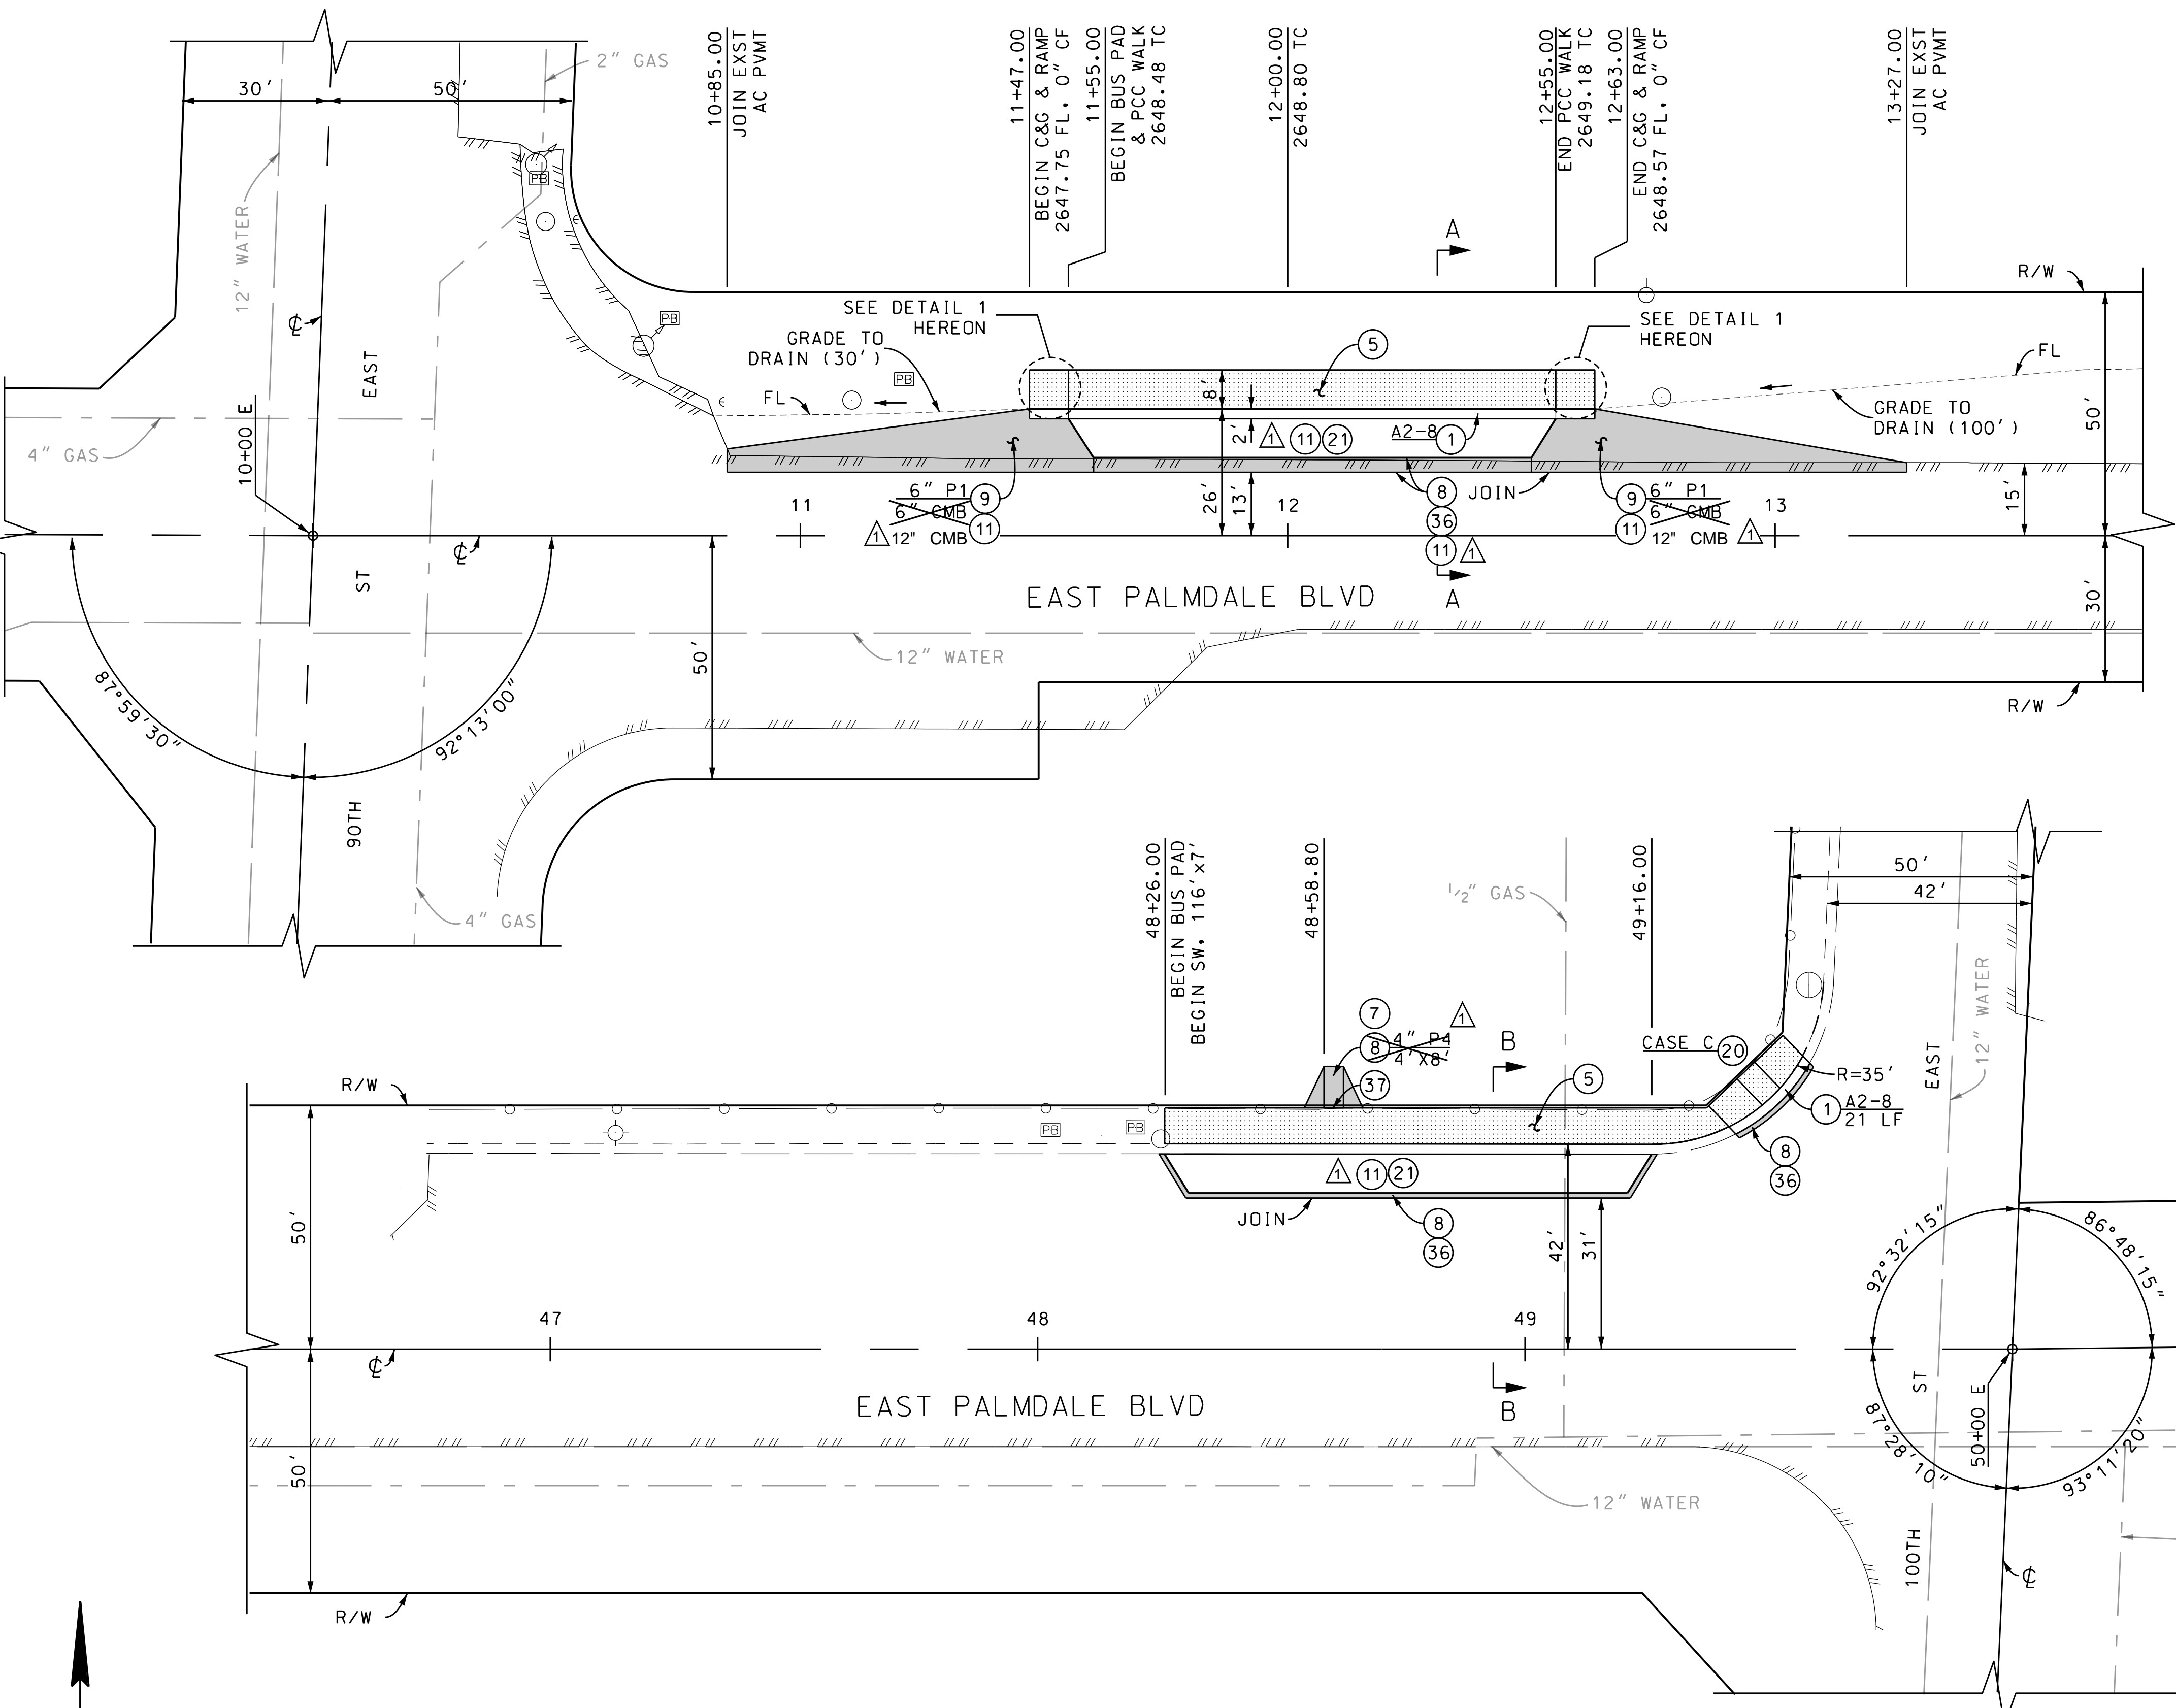 2" GAS
30'
50'
12" WATER
10+85.00
JOIN EXST
AC PVMT
11+47.00
BEGIN C&G & RAMP
2647.75 FL, 0" CF
11+55.00
BEGIN BUS PAD
& PCC WALK
2648.48 TC
12+00.00
2648.80 TC
12+55.00
END PCC WALK
2649.18 TC
12+63.00
END C&G & RAMP
2648.57 FL, 0" CF
13+27.00
JOIN EXST
AC PVMT
A
R/W
PB
PB
PB
SEE DETAIL 1
HEREON
SEE DETAIL 1
HEREON
GRADE TO
DRAIN (30')
FL
FL
GRADE TO
DRAIN (100')
5
8'
2'
1
11
21
A2-8
1
50'
℄
EAST
10+00 E
4" GAS
6" P1
9
6" CMB
11
1
12" CMB
11
26'
13'
12
8
JOIN
36
11
1
9
6" P1
6" CMB
11
12" CMB
1
13
15'
℄
ST
A
EAST PALMDALE BLVD
30'
50'
12" WATER
87°59'30"
92°13'00"
R/W
90TH
4" GAS
48+26.00
BEGIN BUS PAD
BEGIN SW, 116'x7'
48+58.80
1/2" GAS
49+16.00
50'
42'
12" WATER
7
1
8
4" P4
4'X8'
37
B
5
CASE C
20
EAST
R=35'
1
A2-8
21 LF
8
36
R/W
PB
PB
1
11
21
JOIN
8
36
50'
42'
31'
92°32'15"
86°48'15"
47
48
49
℄
EAST PALMDALE BLVD
B
ST
50+00 E
87°28'10"
93°11'20"
50'
12" WATER
100TH
℄
R/W